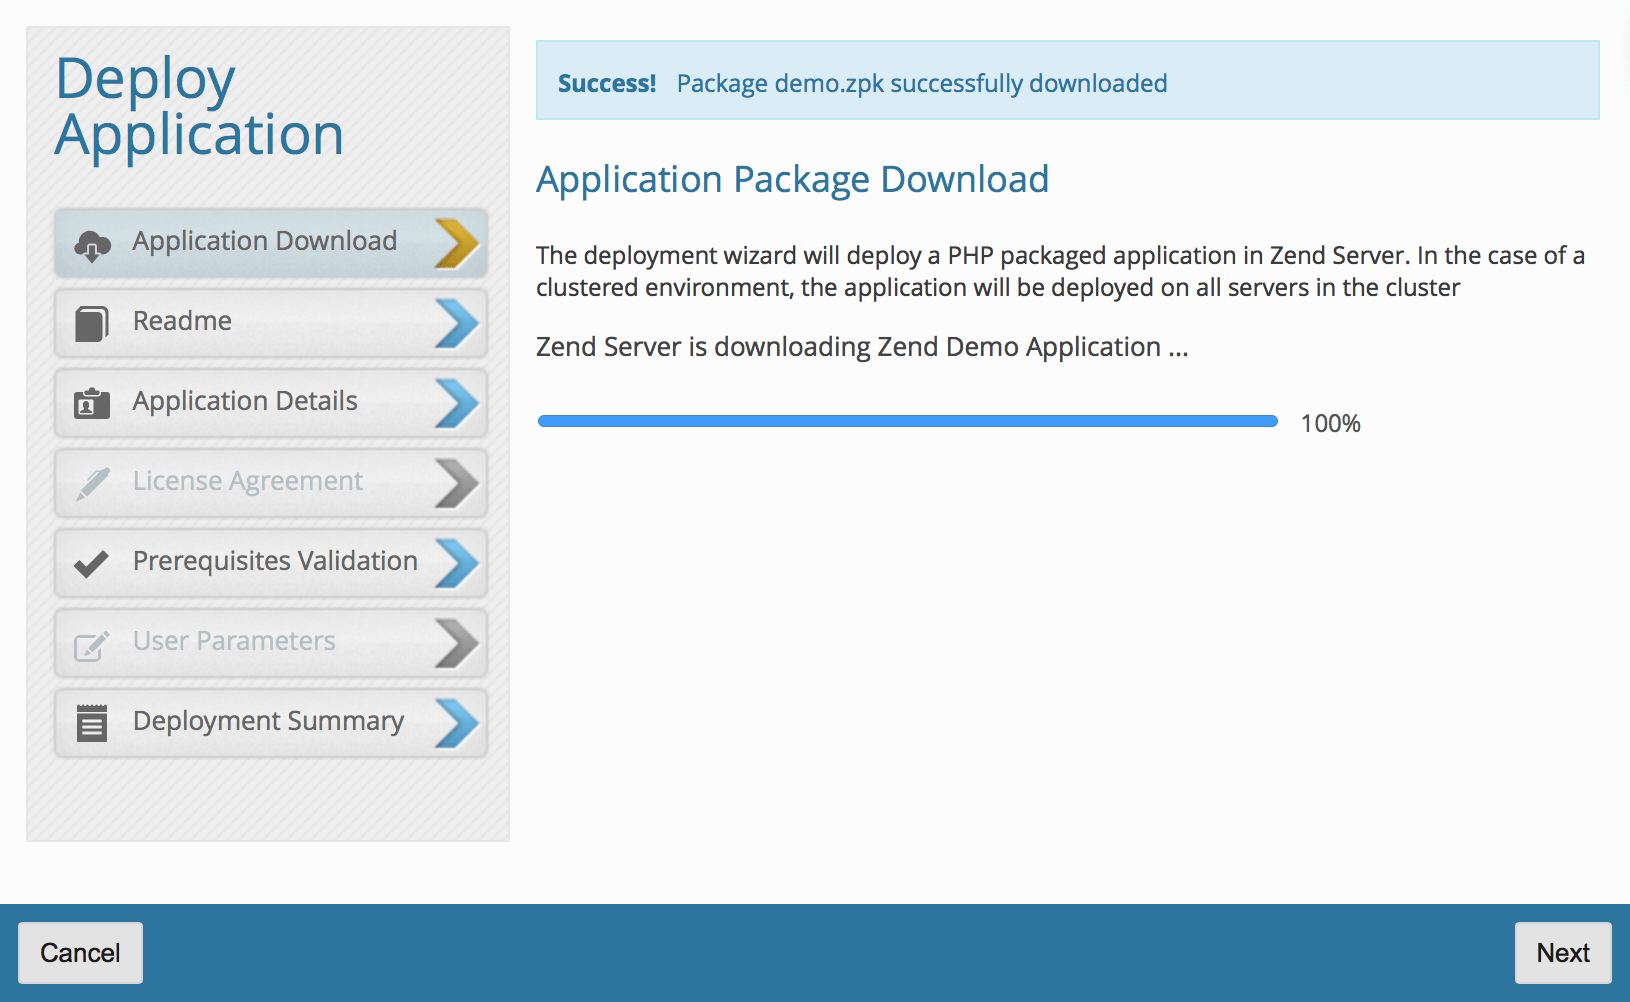 Deploy
Application
Application Download
Readme
Application Details
License Agreement
Prerequisites Validation
User Parameters
Deployment Summary
Success! Package demo.zpk successfully downloaded
Application Package Download
The deployment wizard will deploy a PHP packaged application in Zend Server. In the case of a
clustered environment, the application will be deployed on all servers in the cluster
Zend Server is downloading Zend Demo Application ...
100%
Cancel
Next